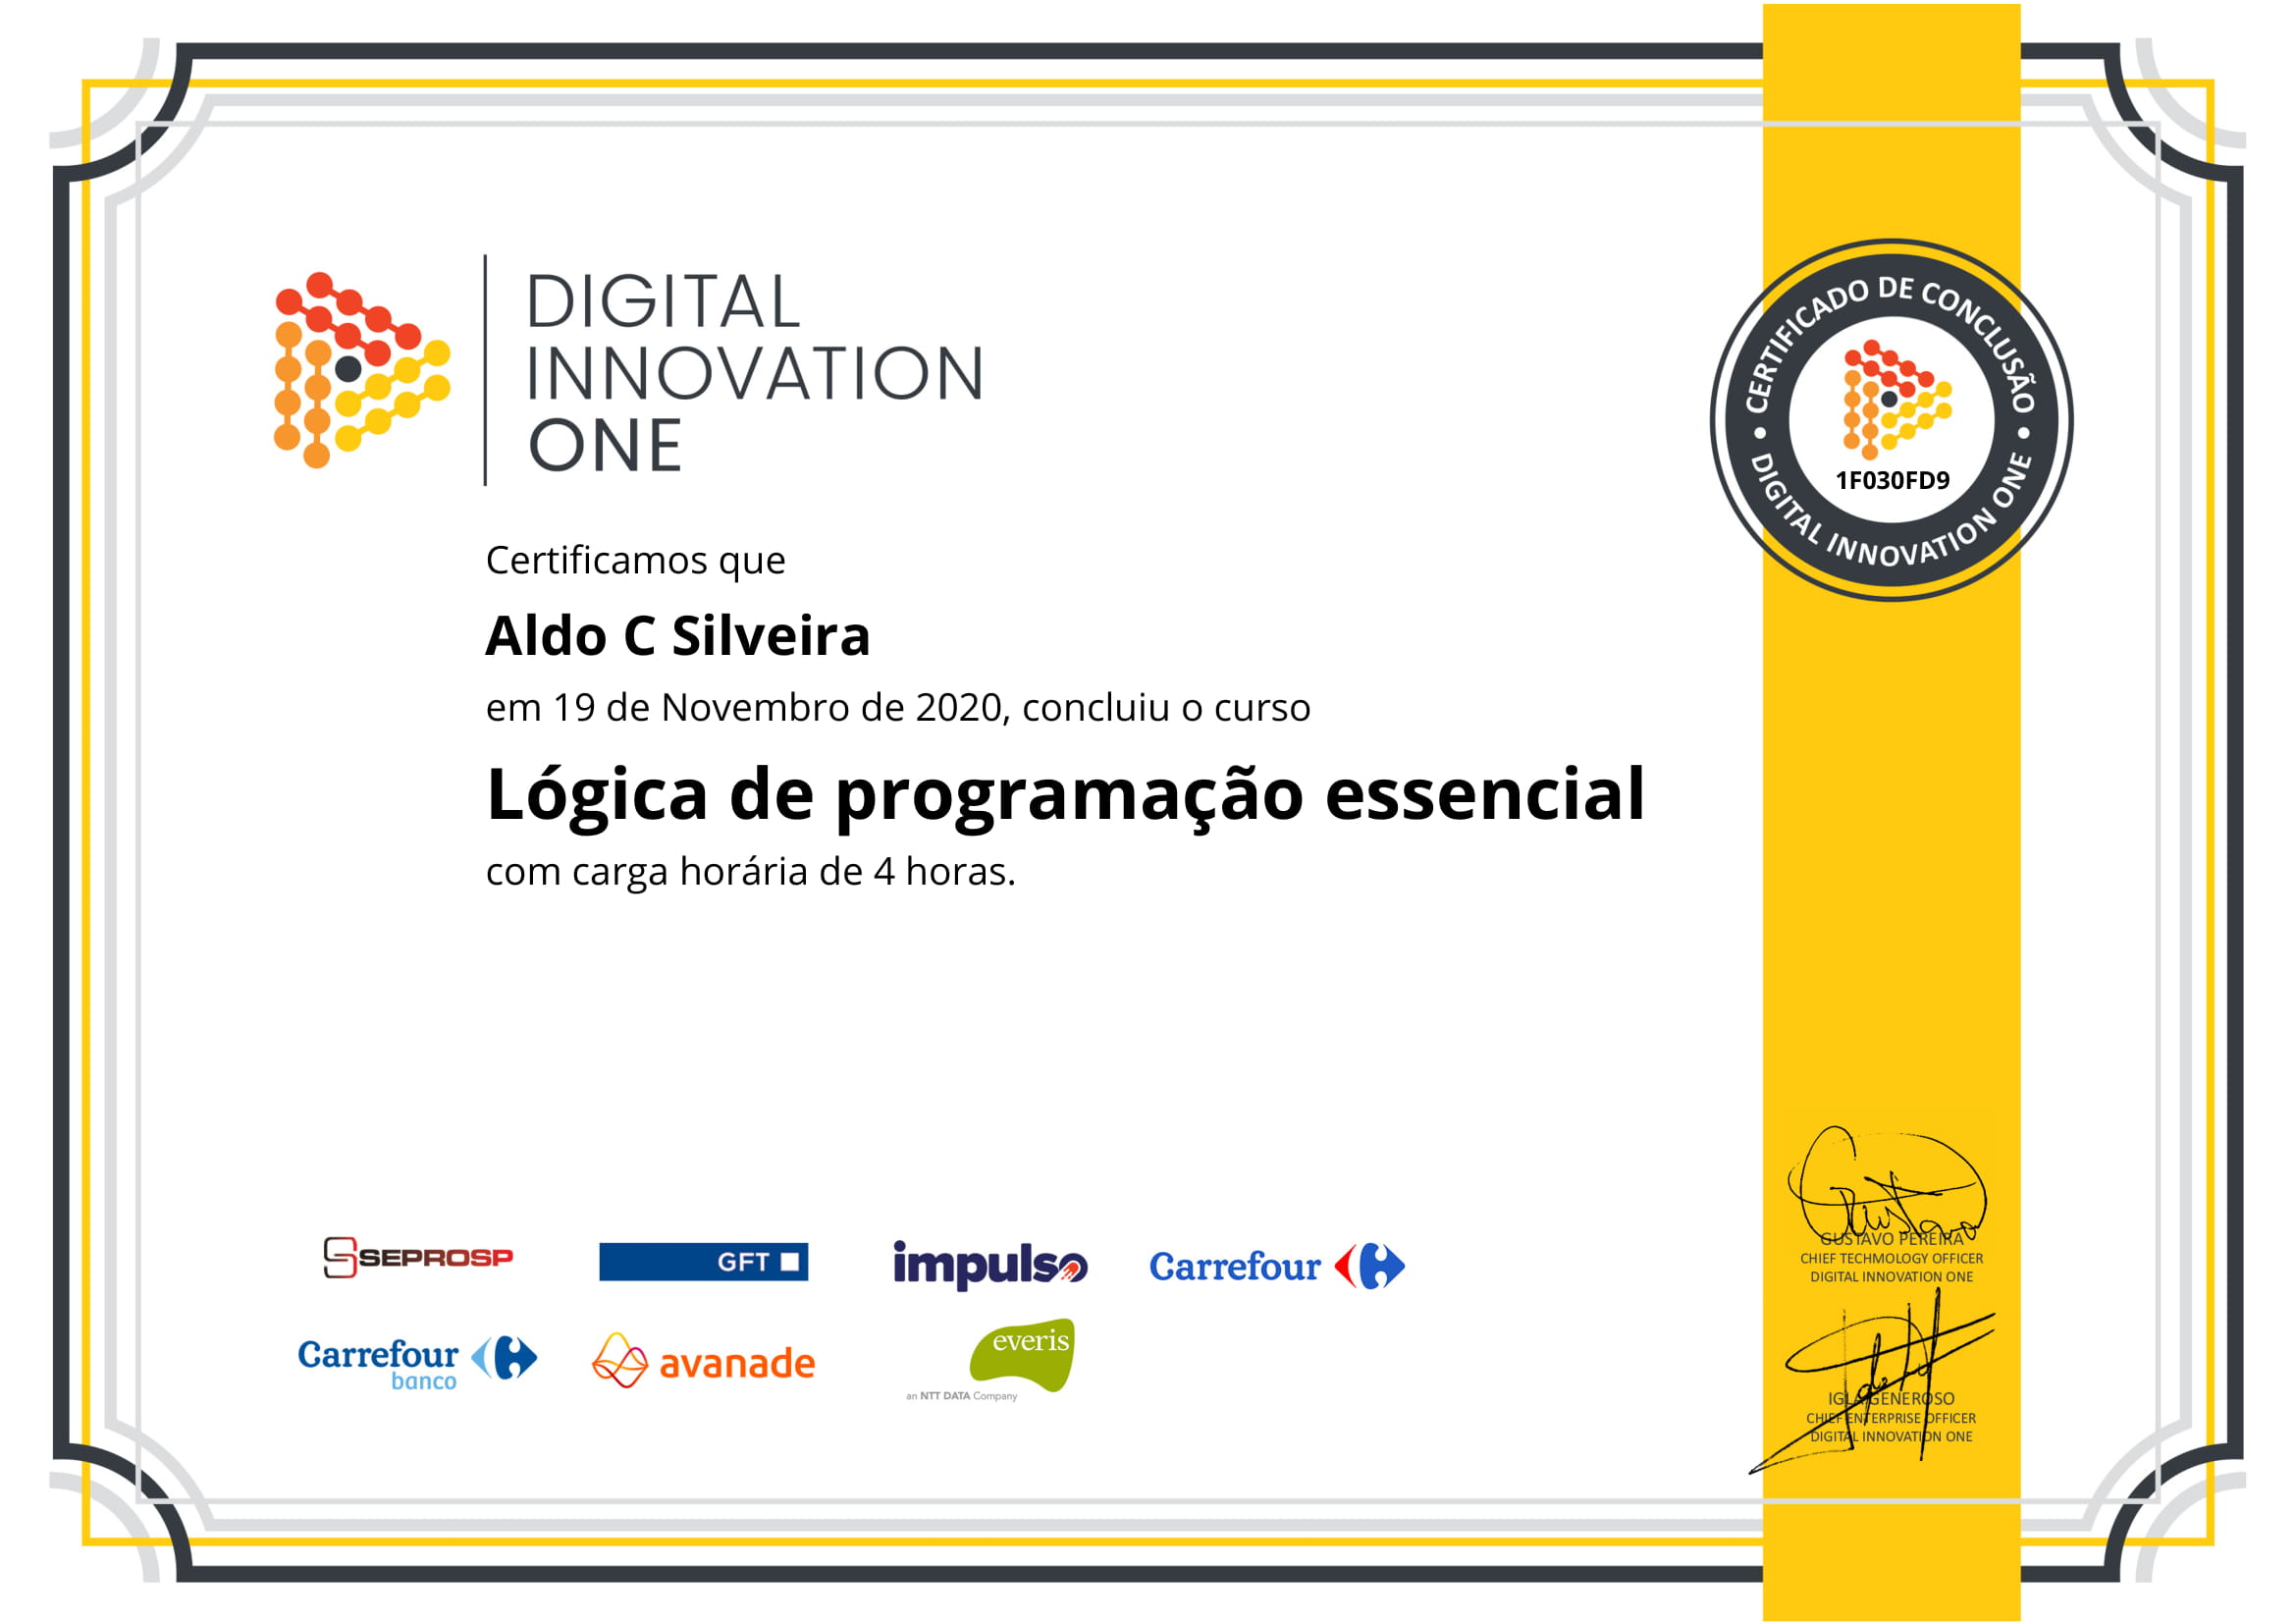 DIGITAL
INNOVATION
ONE
CERTIFICADO DE CONCLUSÃO
1F030FD9
DIGITAL INNOVATION ONE
Certificamos que
Aldo C Silveira
em 19 de Novembro de 2020, concluiu o curso
Lógica de programação essencial
com carga horária de 4 horas.
Gustavo
GUSTAVO PEREIRA
CHIEF TECHMOLOGY OFFICER
DIGITAL INNOVATION ONE
SEPROSP
GFT
impulso
Carrefour
Carrefour
banco
avanade
everis
an NTT DATA Company
IGLA GENEROSO
CHIEF ENTERPRISE OFFICER
DIGITAL INNOVATION ONE